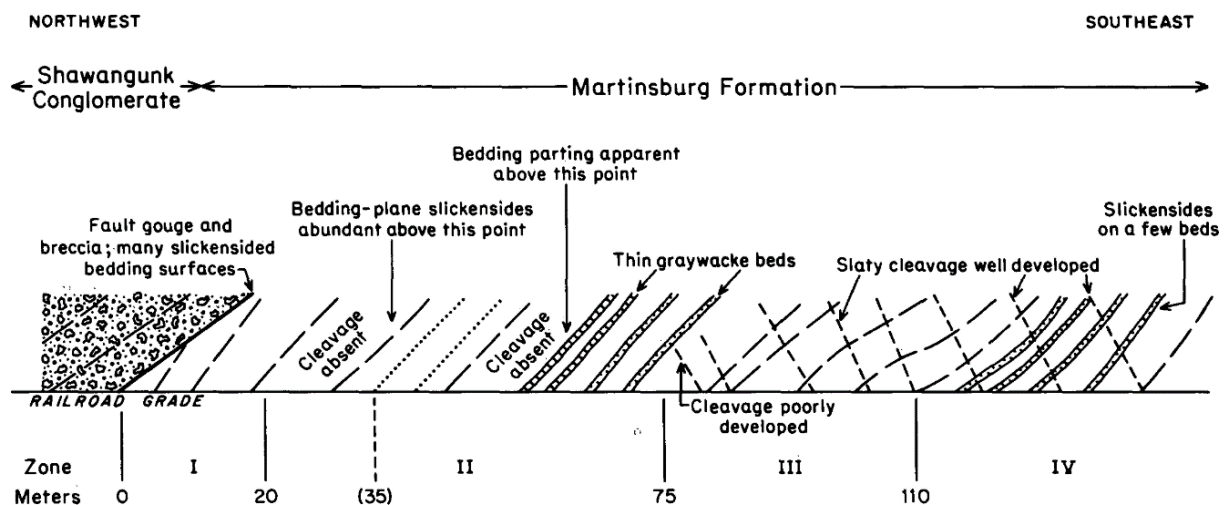 NORTHWEST
SOUTHEAST
Shawangunk
Conglomerate
Martinsburg Formation
Bedding parting apparent
above this point
Fault gouge and
breccia; many slickensided
bedding surfaces
Bedding-plane slickensides
abundant above this point
Thin graywacke beds
Slaty cleavage well developed
Slickensides
on a few beds
Cleavage
absent
Cleavage
absent
RAILROAD GRADE
Cleavage poorly
developed
Zone I II III IV
Meters 0 20 (35) 75 110